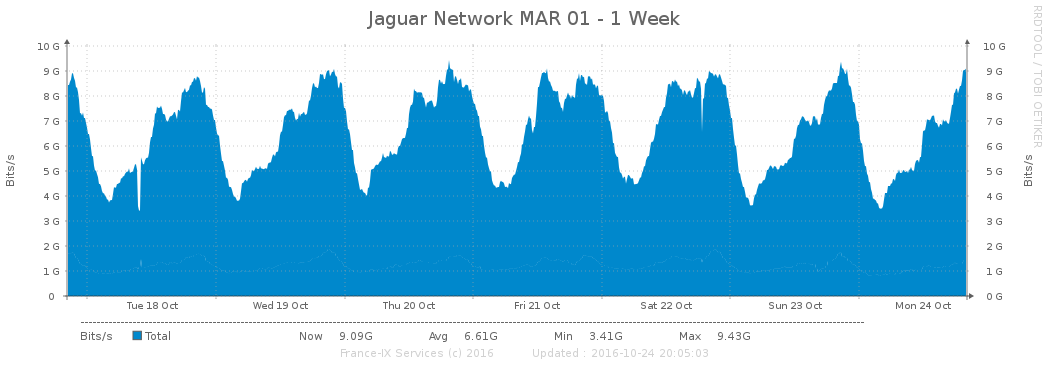 Jaguar Network MAR 01 - 1 Week
RRDTOOL / TOBI OETIKER
Bits/s
10 G 10 G
9 G 9 G
8 G 8 G
7 G 7 G
6 G 6 G
5 G 5 G
4 G 4 G
3 G 3 G
2 G 2 G
1 G 1 G
0 0 G
Bits/s
Tue 18 Oct Wed 19 Oct Thu 20 Oct Fri 21 Oct Sat 22 Oct Sun 23 Oct Mon 24 Oct
Bits/s Total Now 9.09G Avg 6.61G Min 3.41G Max 9.43G
France-IX Services (c) 2016 Updated : 2016-10-24 20:05:03